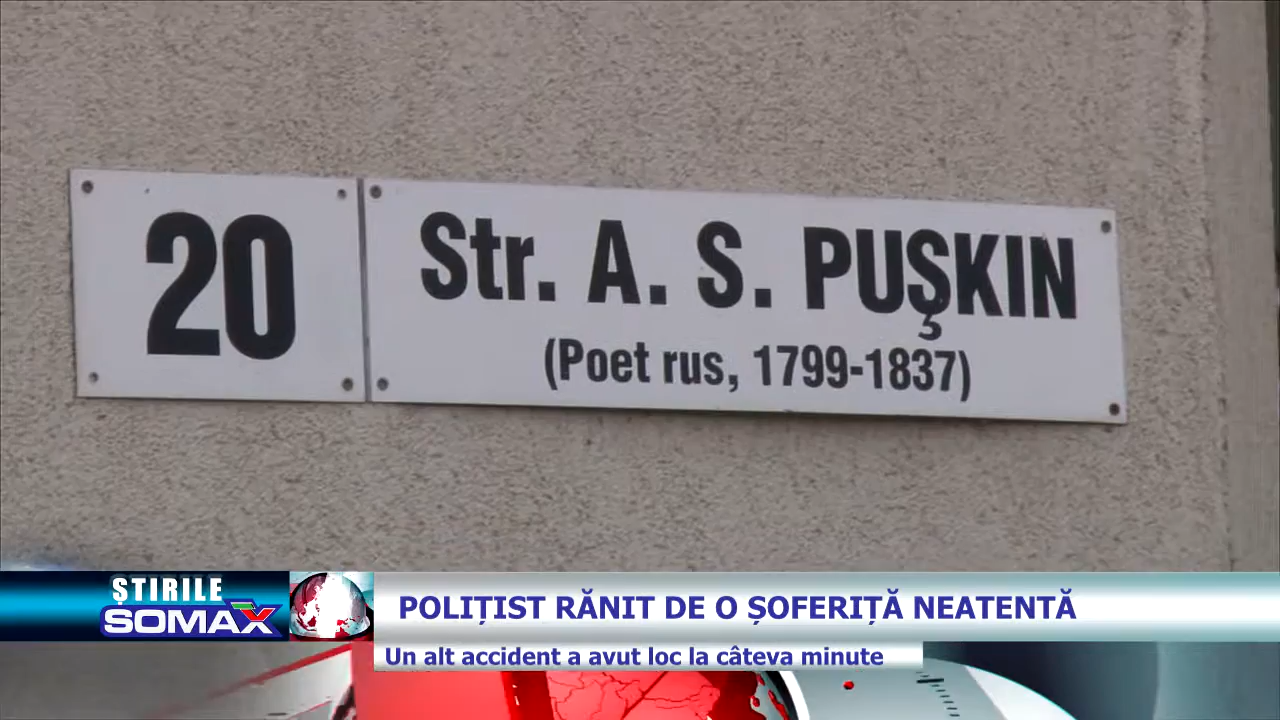 20
Str. A. S. PUŞKIN
(Poet rus, 1799-1837)
ȘTIRILE
SOMAX TV
POLIȚIST RĂNIT DE O ȘOFERIȚĂ NEATENTĂ
Un alt accident a avut loc la câteva minute